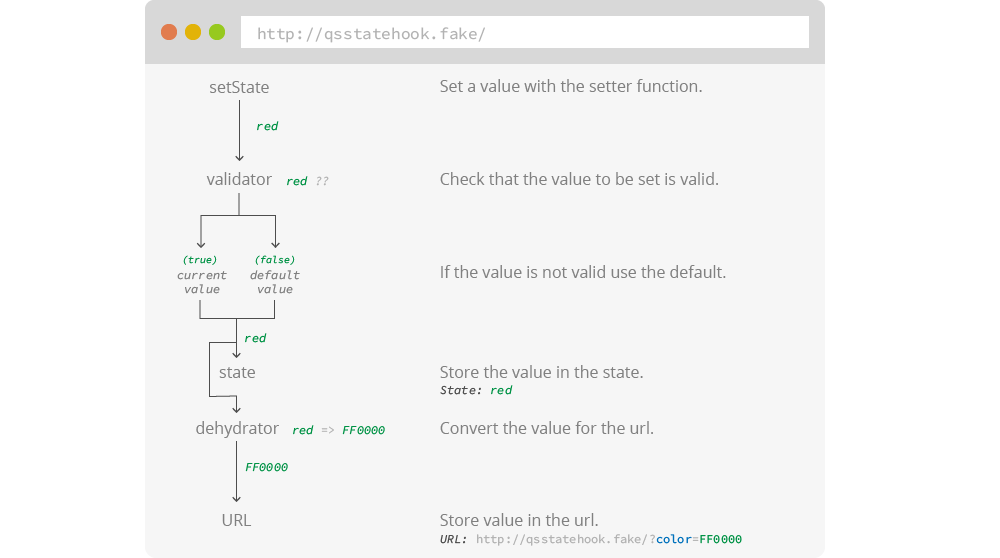 http://qsstatehook.fake/
setState
Set a value with the setter function.
red
validator red ??
Check that the value to be set is valid.
(true) (false)
current default
value value
If the value is not valid use the default.
red
state
Store the value in the state.
State: red
dehydrator red => FF0000
Convert the value for the url.
FF0000
URL
Store value in the url.
URL: http://qsstatehook.fake/?color=FF0000